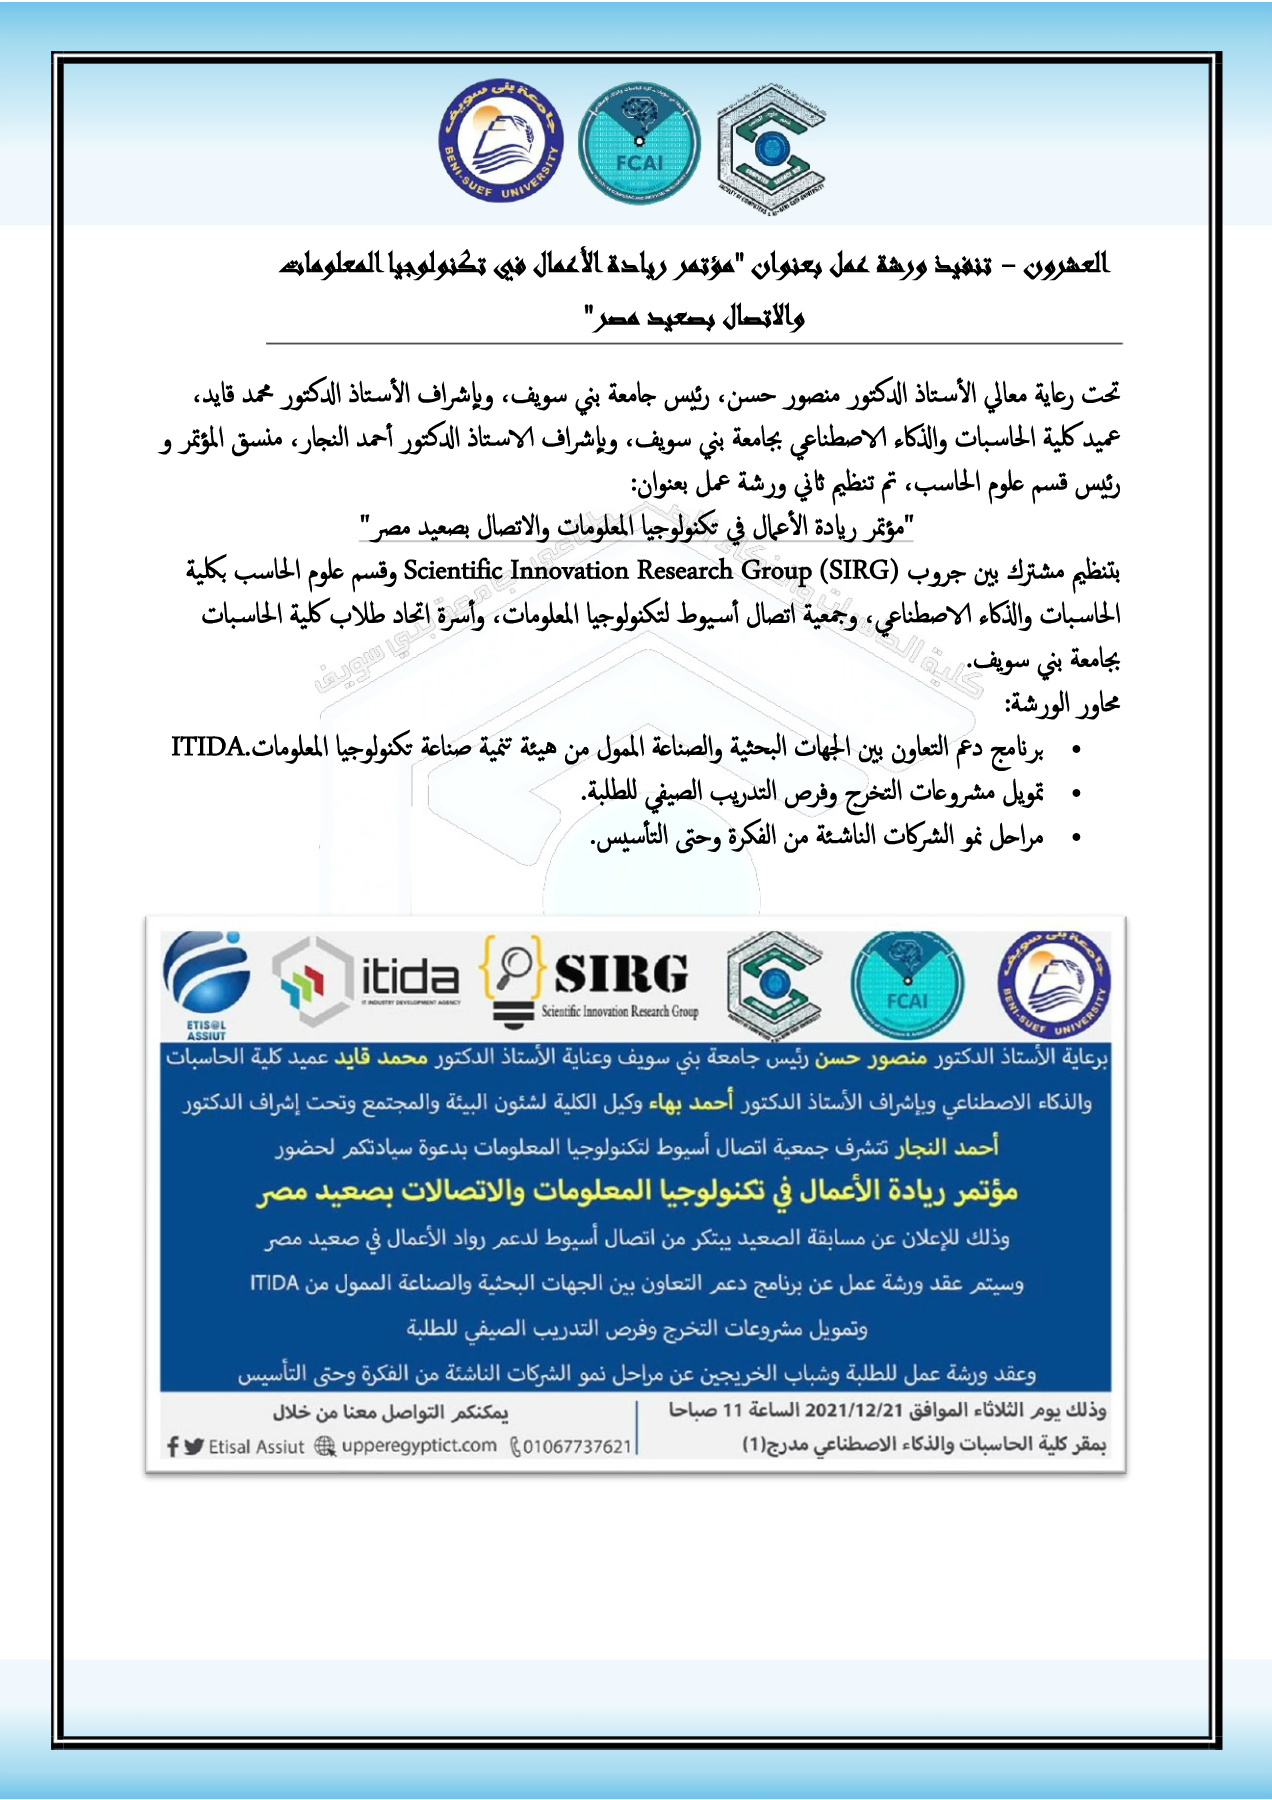 جامعة بنى سويف
BENI-SUEF UNIVERSITY
FCAI
العشرون – تنفيذ ورشة عمل بعنوان "مؤتمر ريادة الأعمال في تكنولوجيا المعلومات
والاتصال بصعيد مصر"
تحت رعاية معالي الأستاذ الدكتور منصور حسن، رئيس جامعة بني سويف، وبإشراف الأستاذ الدكتور محمد قايد،
عميد كلية الحاسبات والذكاء الاصطناعي بجامعة بني سويف، وبإشراف الاستاذ الدكتور أحمد النجار، منسق المؤتمر و
رئيس قسم علوم الحاسب، تم تنظيم ثاني ورشة عمل بعنوان:
"مؤتمر ريادة الأعمال في تكنولوجيا المعلومات والاتصال بصعيد مصر"
بتنظيم مشترك بين جروب Scientific Innovation Research Group (SIRG) وقسم علوم الحاسب بكلية
الحاسبات والذكاء الاصطناعي، وجمعية اتصال أسيوط لتكنولوجيا المعلومات، وأسرة اتحاد طلاب كلية الحاسبات
بجامعة بني سويف.
محاور الورشة:
• برنامج دعم التعاون بين الجهات البحثية والصناعة الممول من هيئة تنمية صناعة تكنولوجيا المعلومات.ITIDA
• تمويل مشروعات التخرج وفرص التدريب الصيفي للطلبة.
• مراحل نمو الشركات الناشئة من الفكرة وحتى التأسيس.
ETIS@L
ASSIUT
itida
IT INDUSTRY DEVELOPMENT AGENCY
SIRG
Scientific Innovation Research Group
FCAI
جامعة بنى سويف
BENI-SUEF UNIVERSITY
برعاية الأستاذ الدكتور منصور حسن رئيس جامعة بني سويف وعناية الأستاذ الدكتور محمد قايد عميد كلية الحاسبات
والذكاء الاصطناعي وبإشراف الأستاذ الدكتور أحمد بهاء وكيل الكلية لشئون البيئة والمجتمع وتحت إشراف الدكتور
أحمد النجار تتشرف جمعية اتصال أسيوط لتكنولوجيا المعلومات بدعوة سيادتكم لحضور
مؤتمر ريادة الأعمال في تكنولوجيا المعلومات والاتصالات بصعيد مصر
وذلك للإعلان عن مسابقة الصعيد يبتكر من اتصال أسيوط لدعم رواد الأعمال في صعيد مصر
وسيتم عقد ورشة عمل عن برنامج دعم التعاون بين الجهات البحثية والصناعة الممول من ITIDA
وتمويل مشروعات التخرج وفرص التدريب الصيفي للطلبة
وعقد ورشة عمل للطلبة وشباب الخريجين عن مراحل نمو الشركات الناشئة من الفكرة وحتى التأسيس
وذلك يوم الثلاثاء الموافق 2021/12/21 الساعة 11 صباحا
بمقر كلية الحاسبات والذكاء الاصطناعي مدرج(1)
يمكنكم التواصل معنا من خلال
Etisal Assiut upperegyptict.com 01067737621